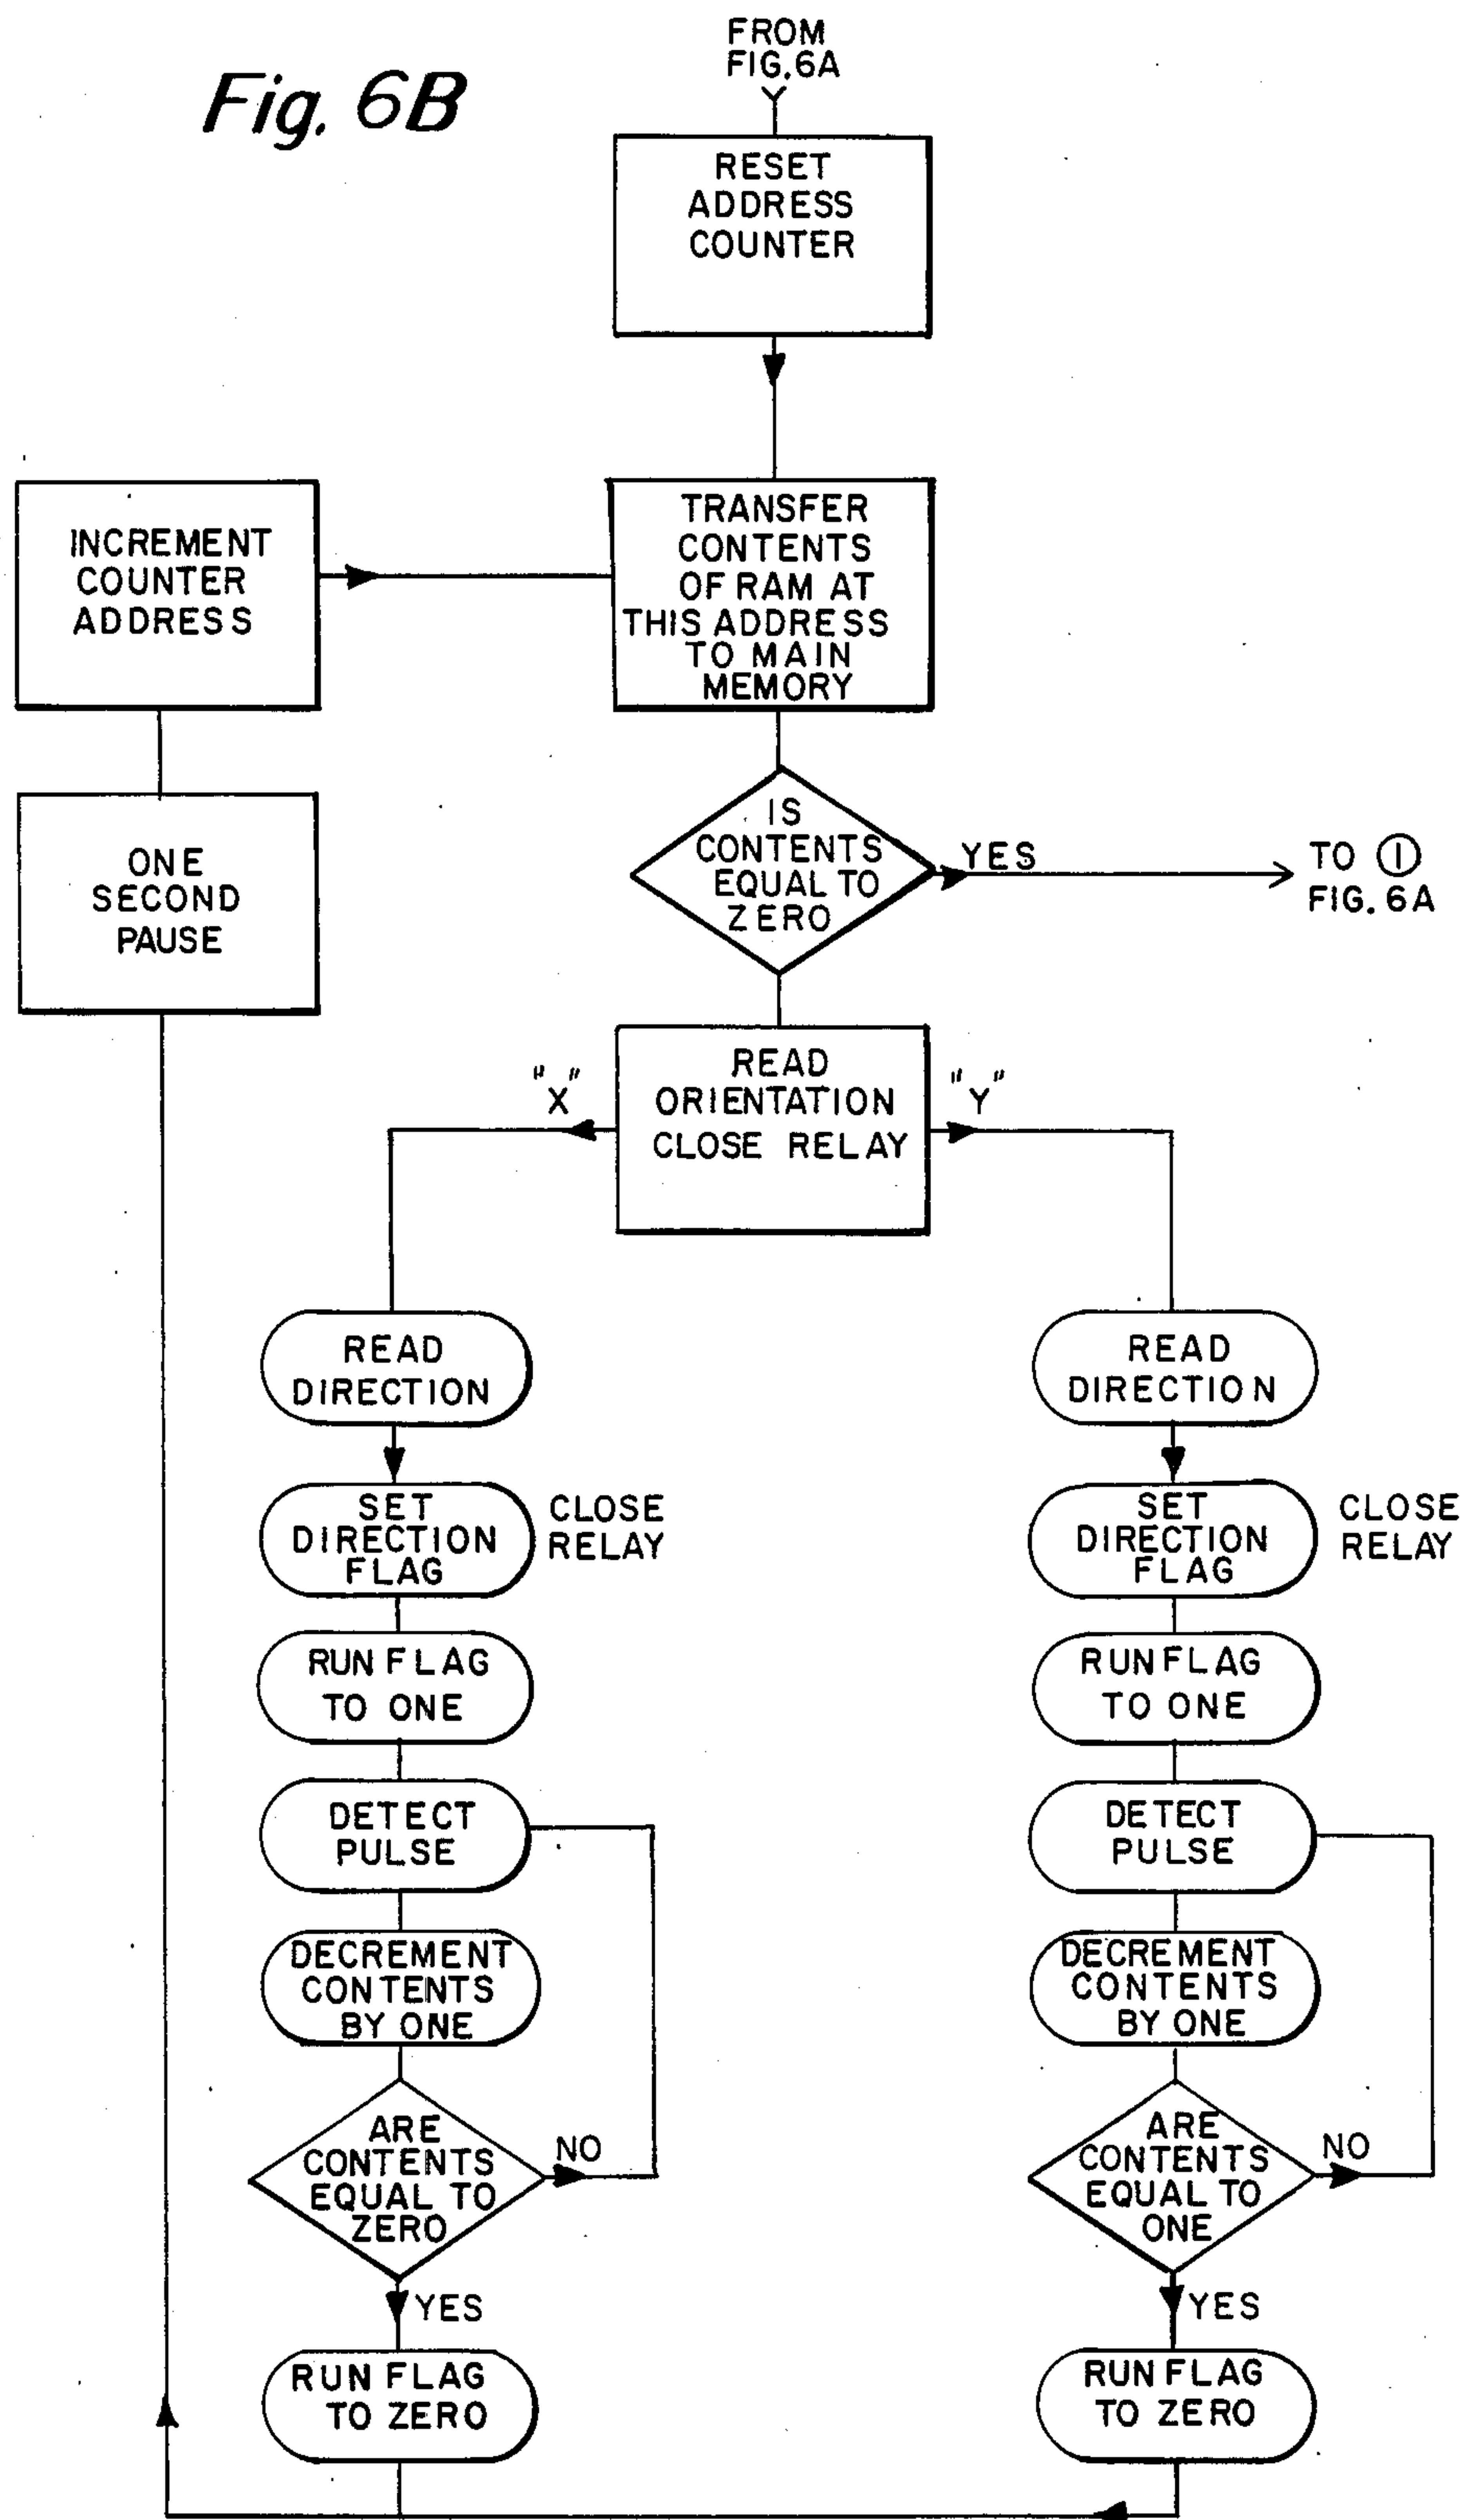 Fig. 6B
FROM
FIG. 6A
RESET
ADDRESS
COUNTER
INCREMENT
COUNTER
ADDRESS
TRANSFER
CONTENTS
OF RAM AT
THIS ADDRESS
TO MAIN
MEMORY
ONE
SECOND
PAUSE
IS
CONTENTS
EQUAL TO
ZERO
YES
TO ①
FIG. 6A
READ
ORIENTATION
CLOSE RELAY
"X"
"Y"
READ
DIRECTION
SET
DIRECTION
FLAG
CLOSE
RELAY
RUN FLAG
TO ONE
DETECT
PULSE
DECREMENT
CONTENTS
BY ONE
ARE
CONTENTS
EQUAL TO
ZERO
NO
YES
RUN FLAG
TO ZERO
READ
DIRECTION
SET
DIRECTION
FLAG
CLOSE
RELAY
RUN FLAG
TO ONE
DETECT
PULSE
DECREMENT
CONTENTS
BY ONE
ARE
CONTENTS
EQUAL TO
ONE
NO
YES
RUN FLAG
TO ZERO